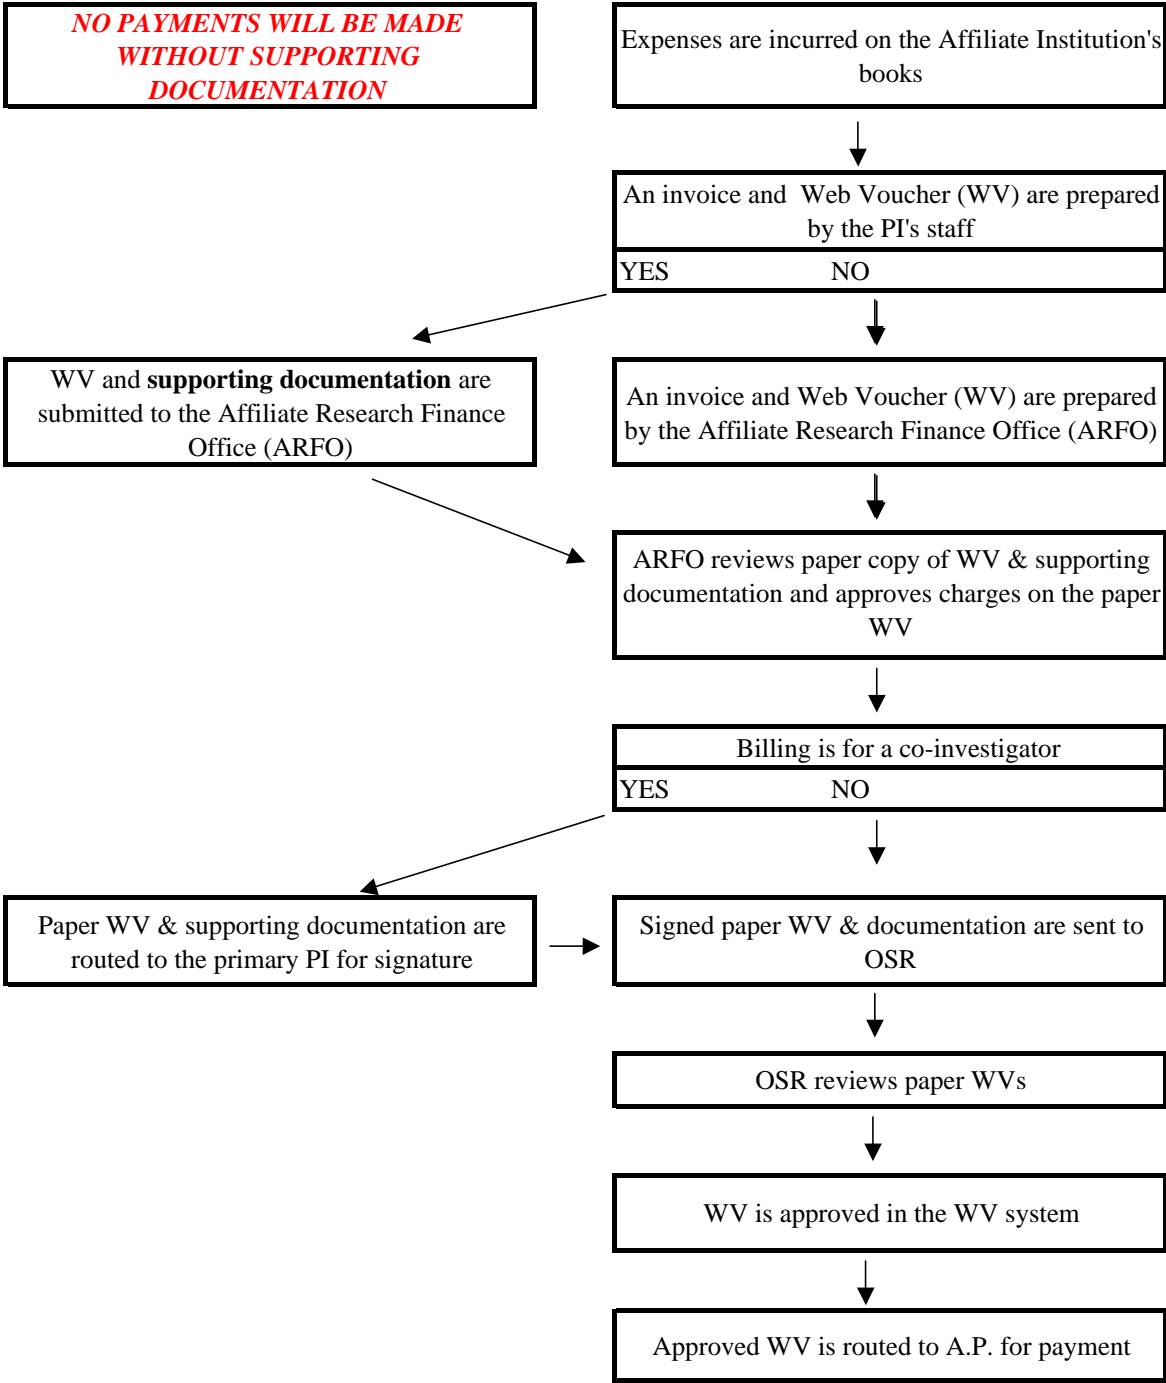 NO PAYMENTS WILL BE MADE
WITHOUT SUPPORTING
DOCUMENTATION
Expenses are incurred on the Affiliate Institution's
books
An invoice and  Web Voucher (WV) are prepared
by the PI's staff
YES NO
WV and supporting documentation are
submitted to the Affiliate Research Finance
Office (ARFO)
An invoice and Web Voucher (WV) are prepared
by the Affiliate Research Finance Office (ARFO)
ARFO reviews paper copy of WV & supporting
documentation and approves charges on the paper
WV
Billing is for a co-investigator
YES NO
Paper WV & supporting documentation are
routed to the primary PI for signature
Signed paper WV & documentation are sent to
OSR
OSR reviews paper WVs
WV is approved in the WV system
Approved WV is routed to A.P. for payment